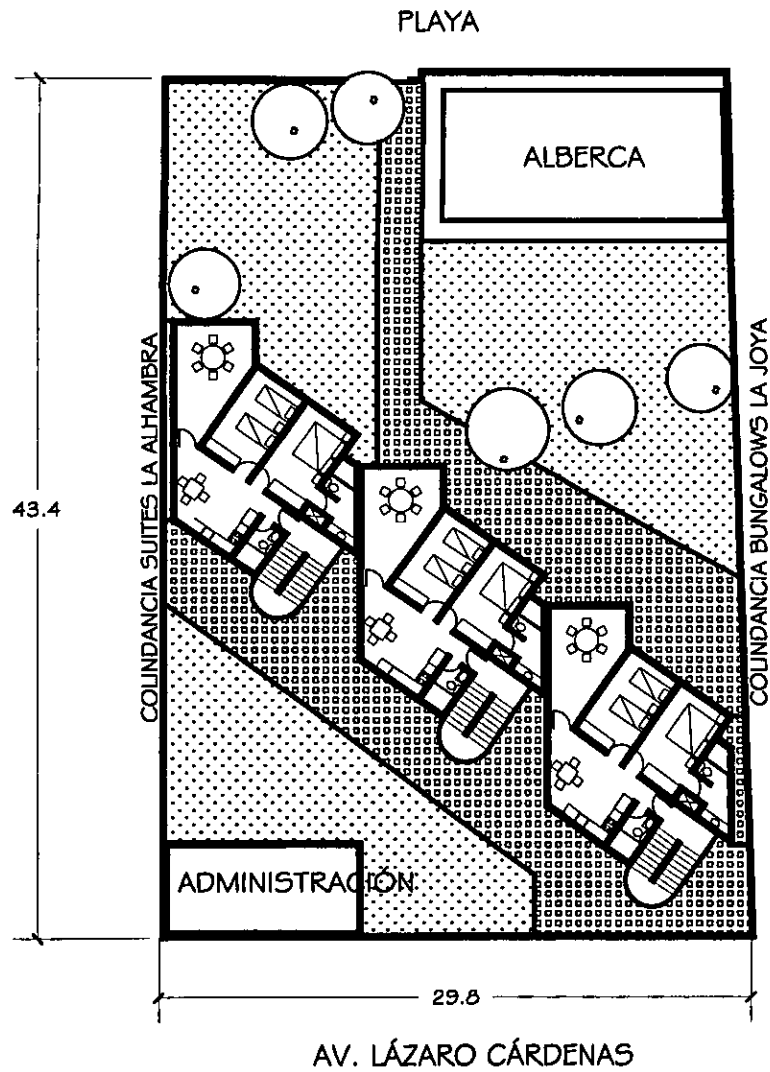 PLAYA
ALBERCA
COLINDANCIA SUITES LA ALHAMBRA
COLINDANCIA BUNGALOWS LA JOYA
43.4
ADMINISTRACIÓN
29.8
AV. LÁZARO CÁRDENAS